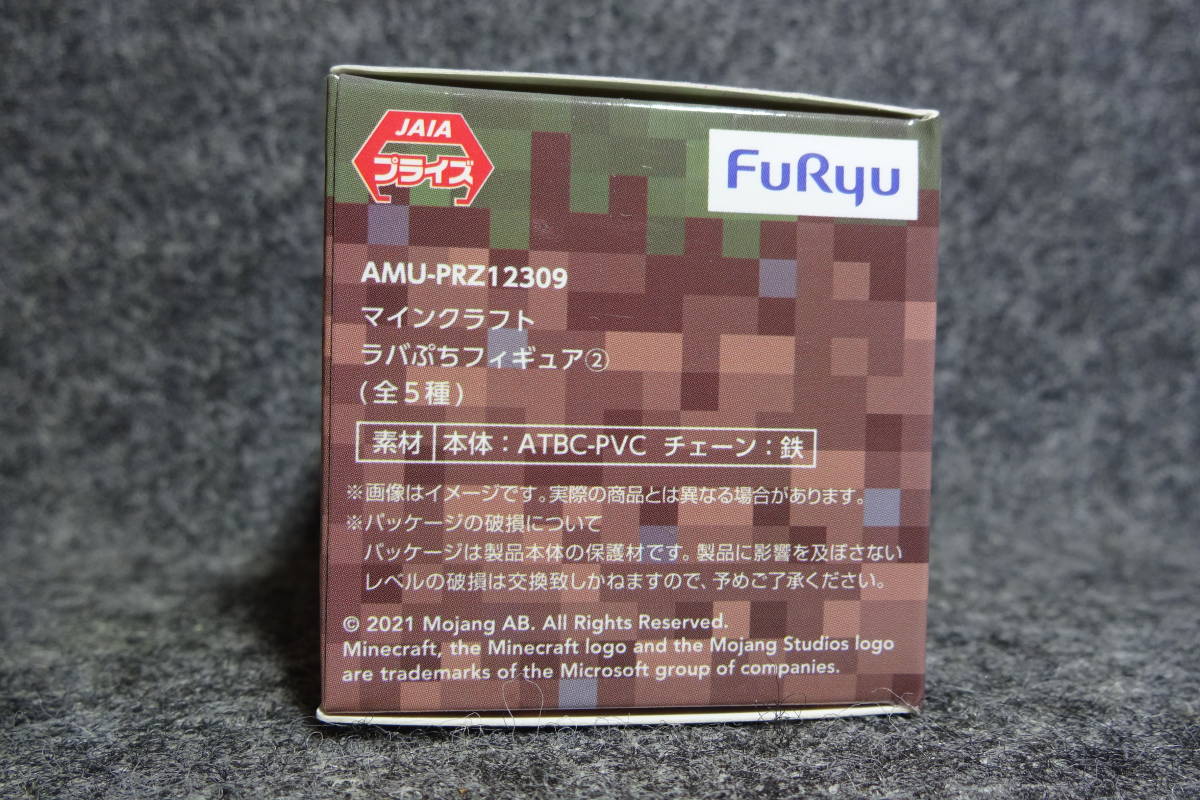 JAIA
プライズ
FuRyu
AMU-PRZ12309
マインクラフト
ラバぷちフィギュア②
(全5種)
素材 本体:ATBC-PVC チェーン:鉄
※画像はイメージです。実際の商品とは異なる場合があります。
※パッケージの破損について
パッケージは製品本体の保護材です。製品に影響を及ぼさない
レベルの破損は交換致しかねますので、予めご了承ください。
© 2021 Mojang AB. All Rights Reserved.
Minecraft, the Minecraft logo and the Mojang Studios logo
are trademarks of the Microsoft group of companies.